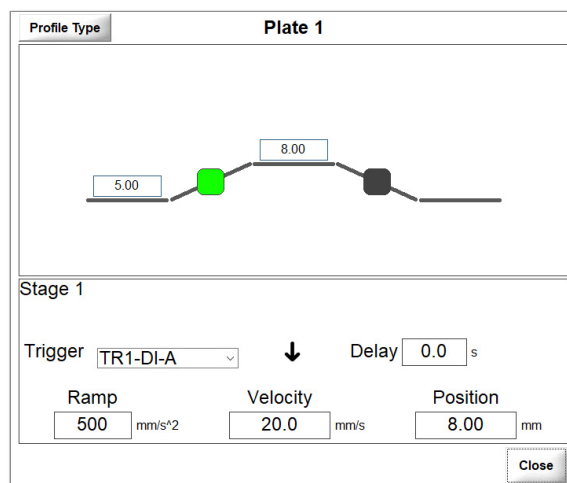 Profile Type
Plate 1
8.00
5.00
Stage 1
Trigger TR1-DI-A Delay 0.0 s
Ramp Velocity Position
500 mm/s^2 20.0 mm/s 8.00 mm
Close